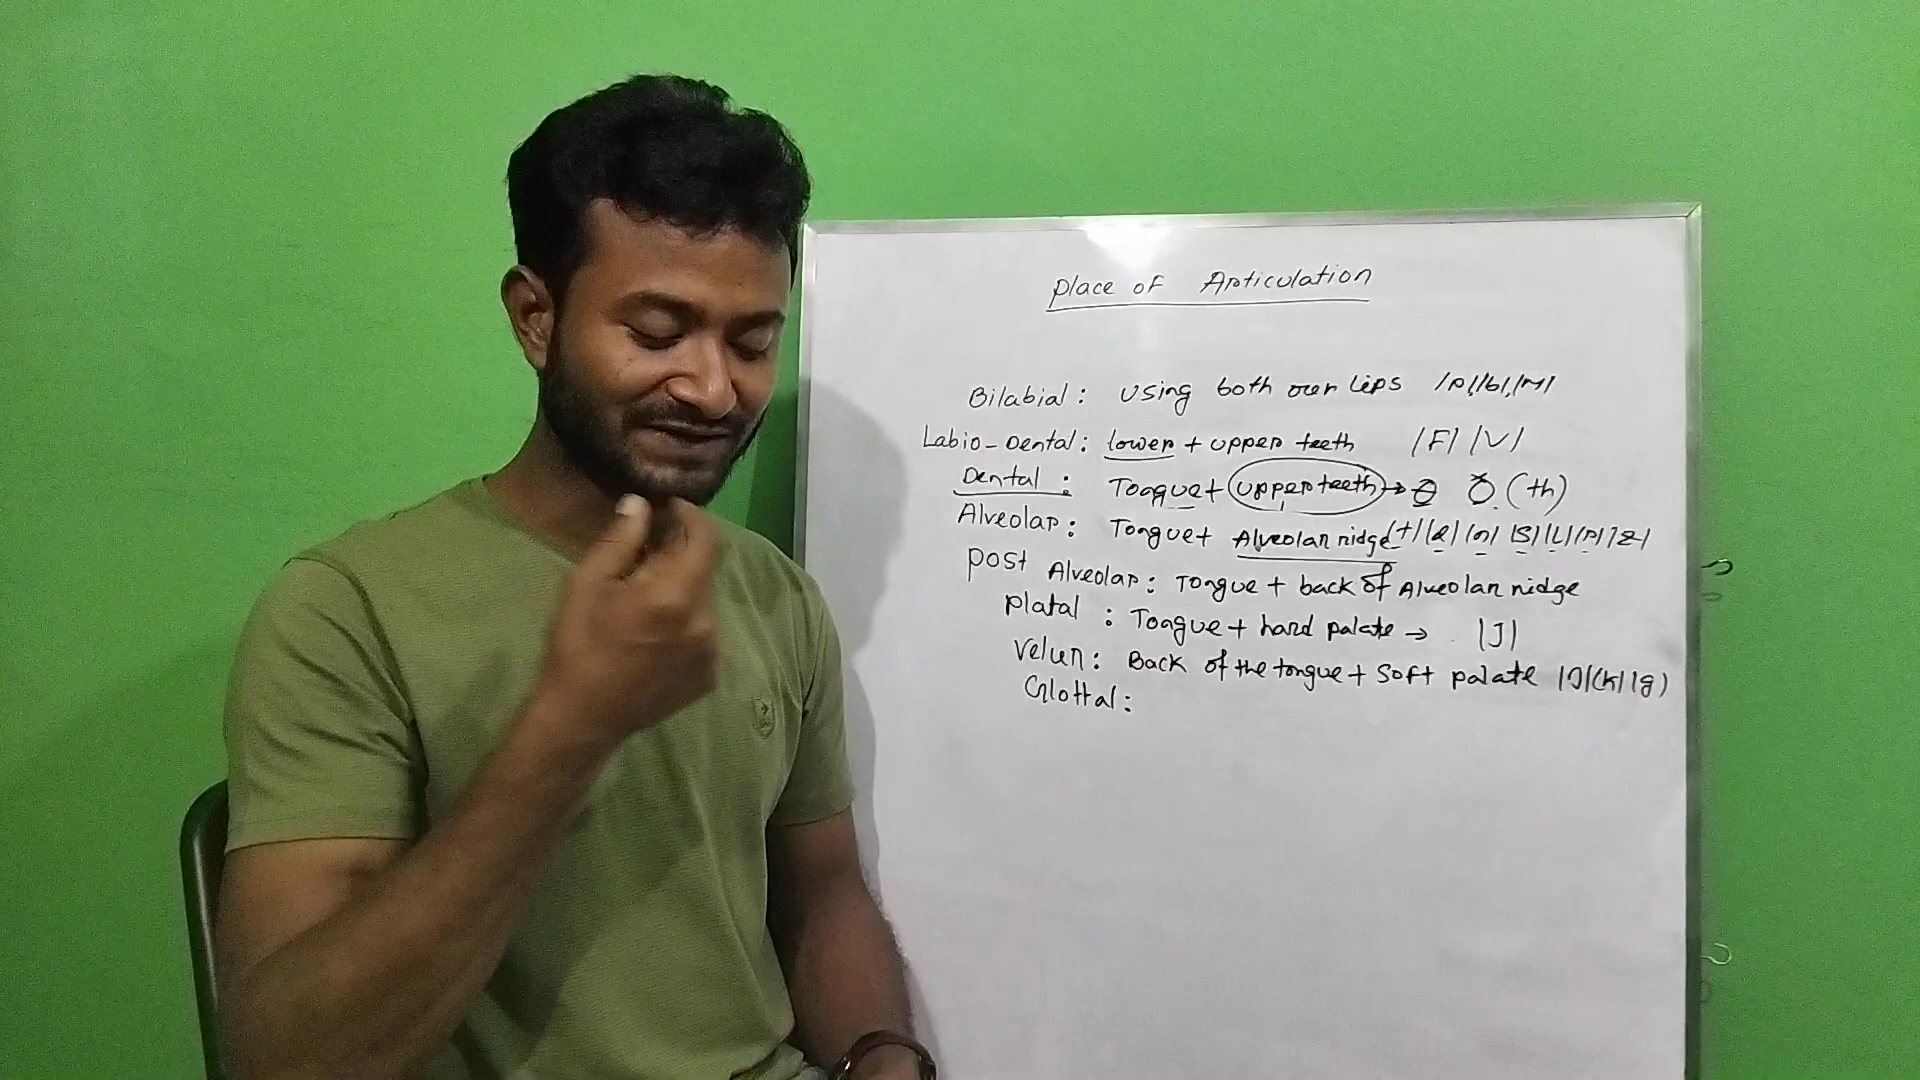 Place of Articulation
Bilabial: Using both our lips /p/,/b/,/m/
Labio-Dental: lower + upper teeth /F/ /V/
Dental: Tongue + upper teeth → θ ð (th)
Alveolar: Tongue + Alveolar ridge /t/ /d/ /n/ /S/ /L/ /r/ /z/
Post Alveolar: Tongue + back of Alveolar ridge
Platal: Tongue + hard palate → /J/
Velur: Back of the tongue + Soft palate /k/ /g/
Glottal: